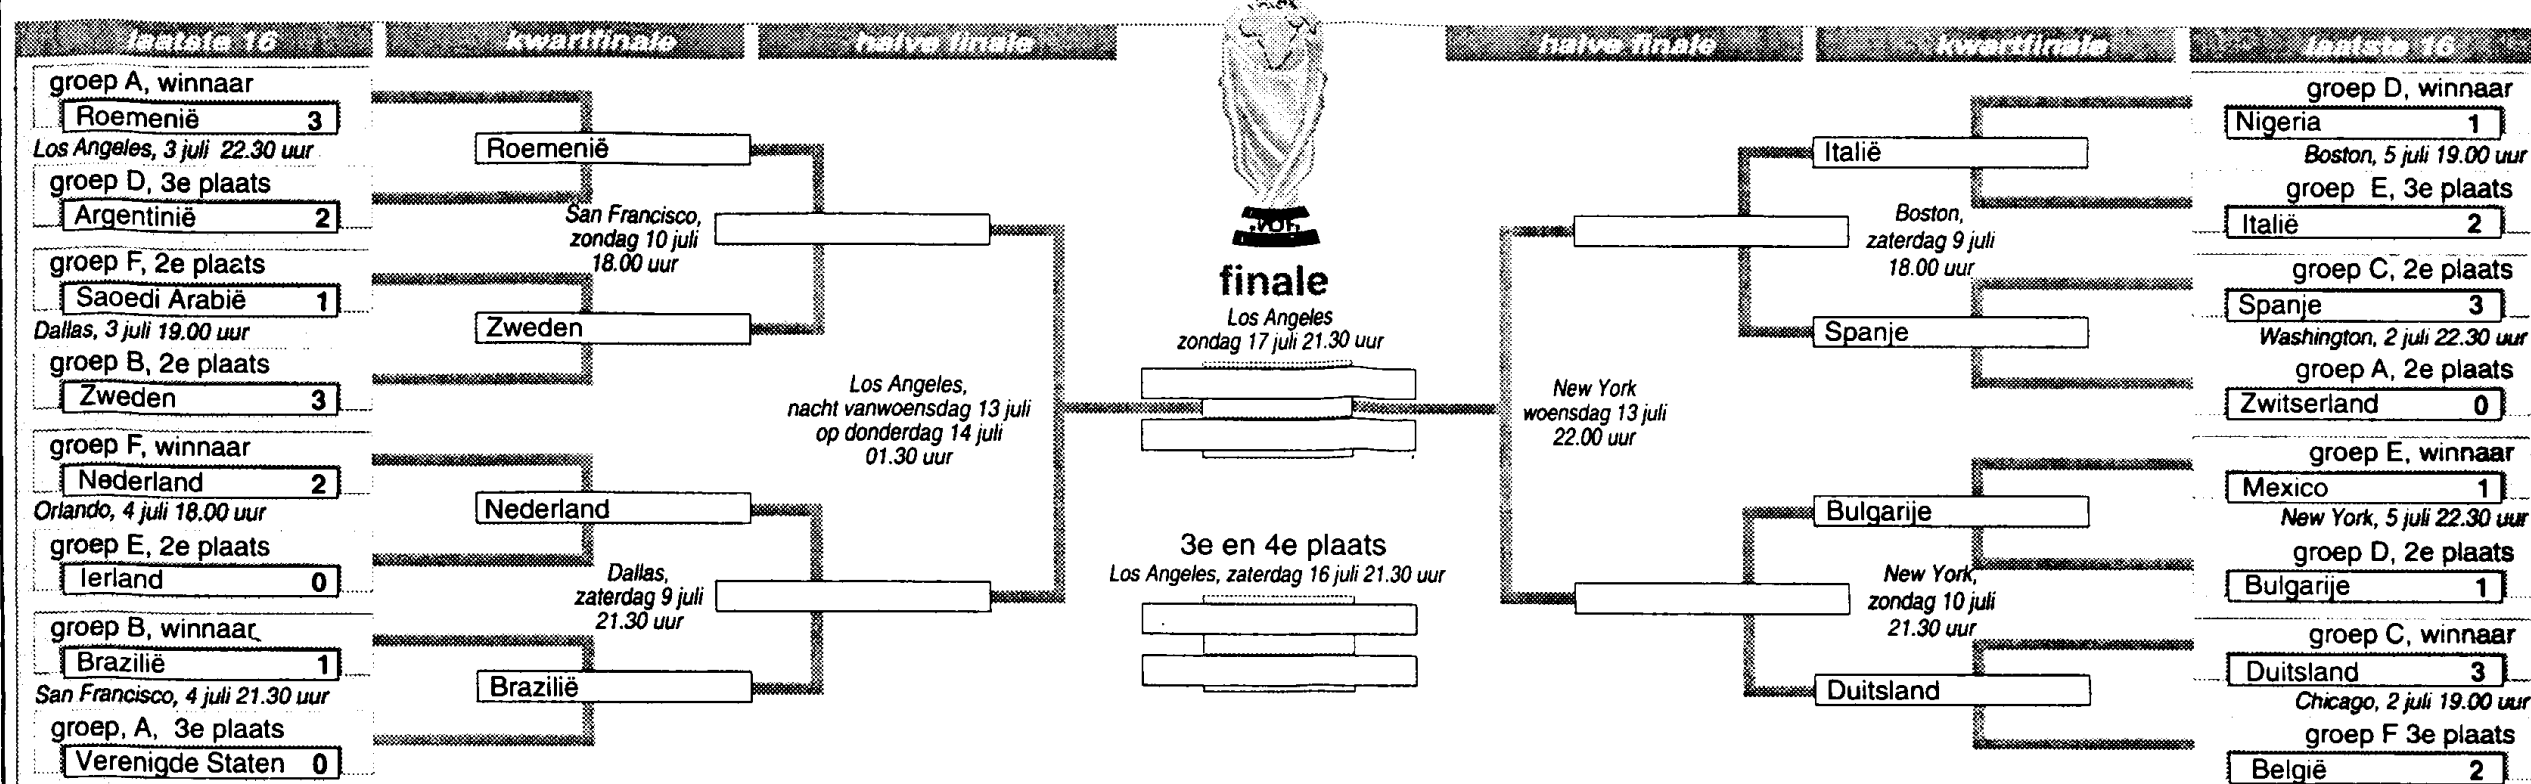 laatste 16
kwartfinale
halve finale
halve finale
kwartfinale
laatste 16
groep A, winnaar
Roemenië 3
Los Angeles, 3 juli 22.30 uur
groep D, 3e plaats
Argentinië 2
groep F, 2e plaats
Saoedi Arabië 1
Dallas, 3 juli 19.00 uur
groep B, 2e plaats
Zweden 3
groep F, winnaar
Nederland 2
Orlando, 4 juli 18.00 uur
groep E, 2e plaats
Ierland 0
groep B, winnaar
Brazilië 1
San Francisco, 4 juli 21.30 uur
groep, A, 3e plaats
Verenigde Staten 0
Roemenië
San Francisco,
zondag 10 juli
18.00 uur
Zweden
Nederland
Dallas,
zaterdag 9 juli
21.30 uur
Brazilië
Los Angeles,
nacht vanwoensdag 13 juli
op donderdag 14 juli
01.30 uur
finale
Los Angeles
zondag 17 juli 21.30 uur
3e en 4e plaats
Los Angeles, zaterdag 16 juli 21.30 uur
New York
woensdag 13 juli
22.00 uur
Italië
Boston,
zaterdag 9 juli
18.00 uur
Spanje
Bulgarije
New York,
zondag 10 juli
21.30 uur
Duitsland
groep D, winnaar
Nigeria 1
Boston, 5 juli 19.00 uur
groep E, 3e plaats
Italië 2
groep C, 2e plaats
Spanje 3
Washington, 2 juli 22.30 uur
groep A, 2e plaats
Zwitserland 0
groep E, winnaar
Mexico 1
New York, 5 juli 22.30 uur
groep D, 2e plaats
Bulgarije 1
groep C, winnaar
Duitsland 3
Chicago, 2 juli 19.00 uur
groep F 3e plaats
België 2